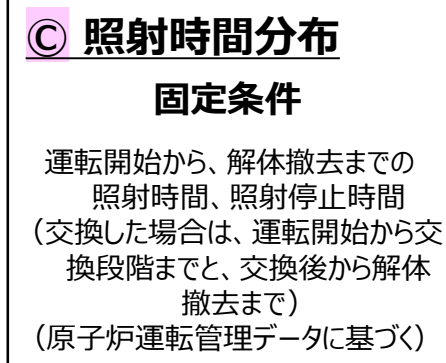 Ⓒ 照射時間分布
固定条件
運転開始から、解体撤去までの
照射時間、照射停止時間
（交換した場合は、運転開始から交
換段階までと、交換後から解体
撤去まで）
（原子炉運転管理データに基づく）